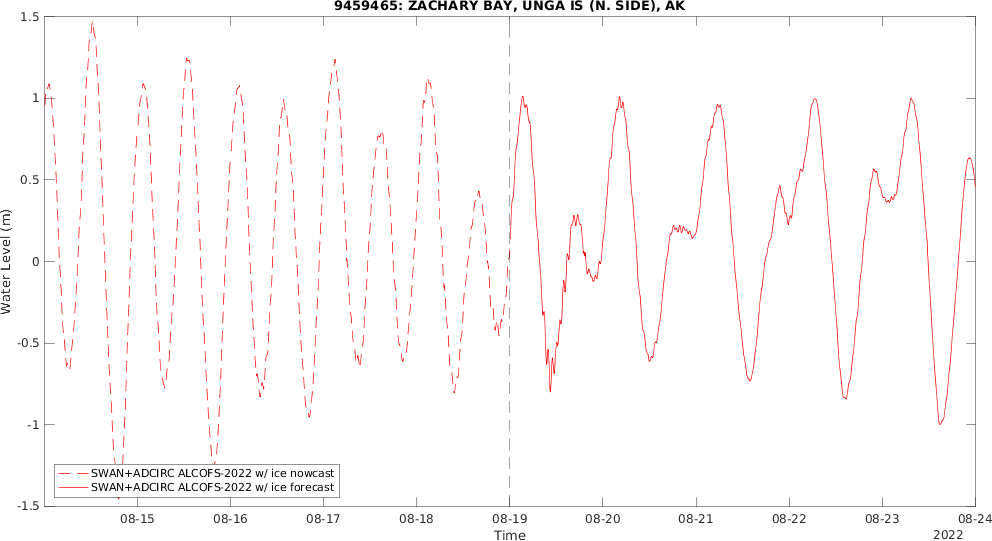 9459465: ZACHARY BAY, UNGA IS (N. SIDE), AK
1.5
1
0.5
0
-0.5
-1
-1.5
Water Level (m)
SWAN+ADCIRC ALCOFS-2022 w/ ice nowcast
SWAN+ADCIRC ALCOFS-2022 w/ ice forecast
08-15 08-16 08-17 08-18 08-19 08-20 08-21 08-22 08-23 08-24
Time
2022